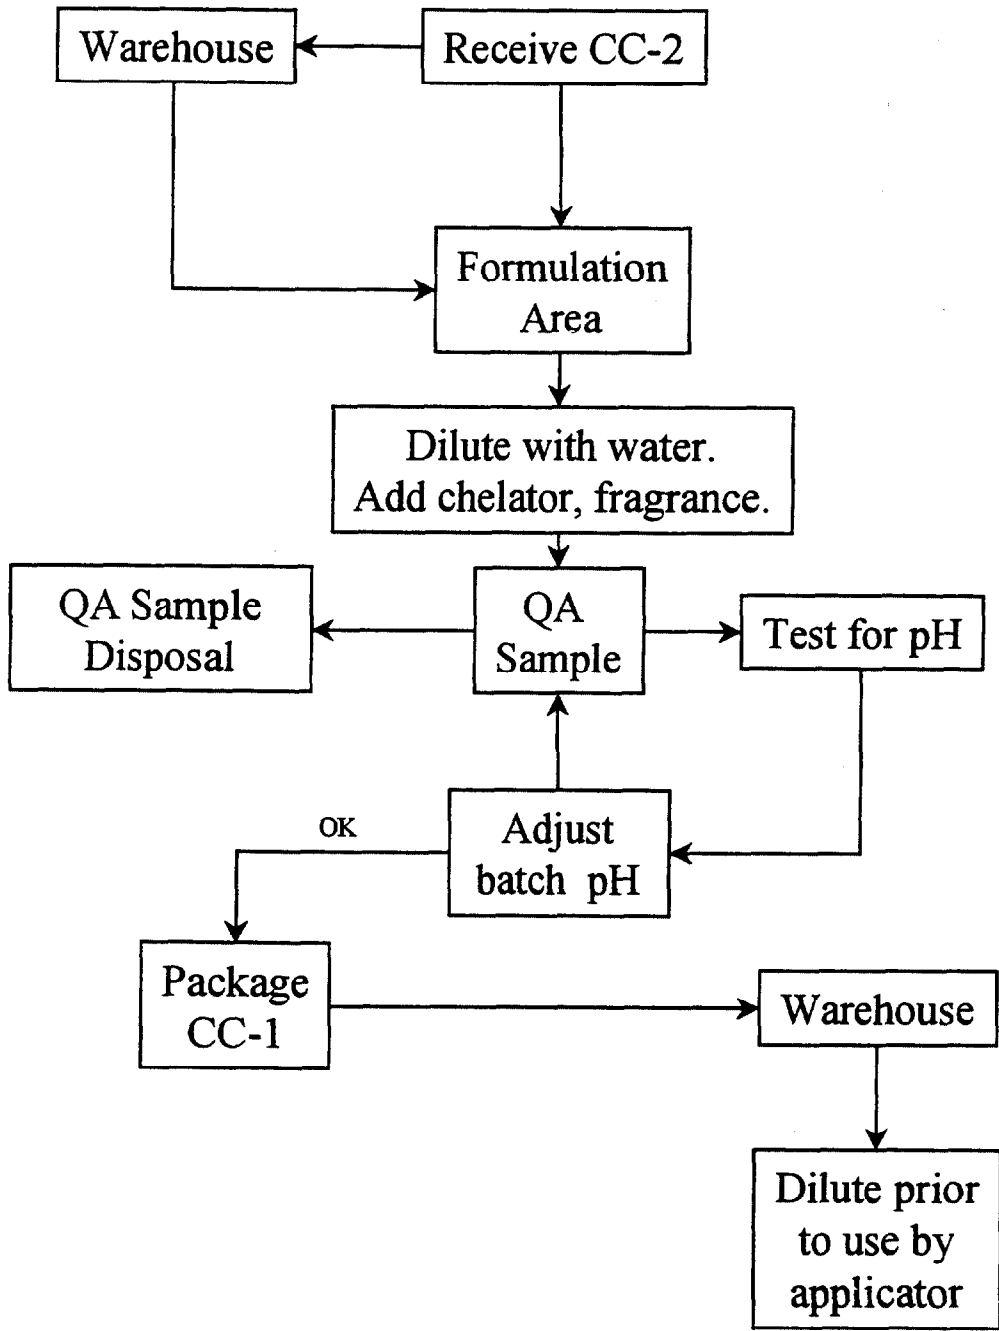 Warehouse
Receive CC-2
Formulation
Area
Dilute with water.
Add chelator, fragrance.
QA Sample
Disposal
QA
Sample
Test for pH
OK
Adjust
batch pH
Package
CC-1
Warehouse
Dilute prior
to use by
applicator